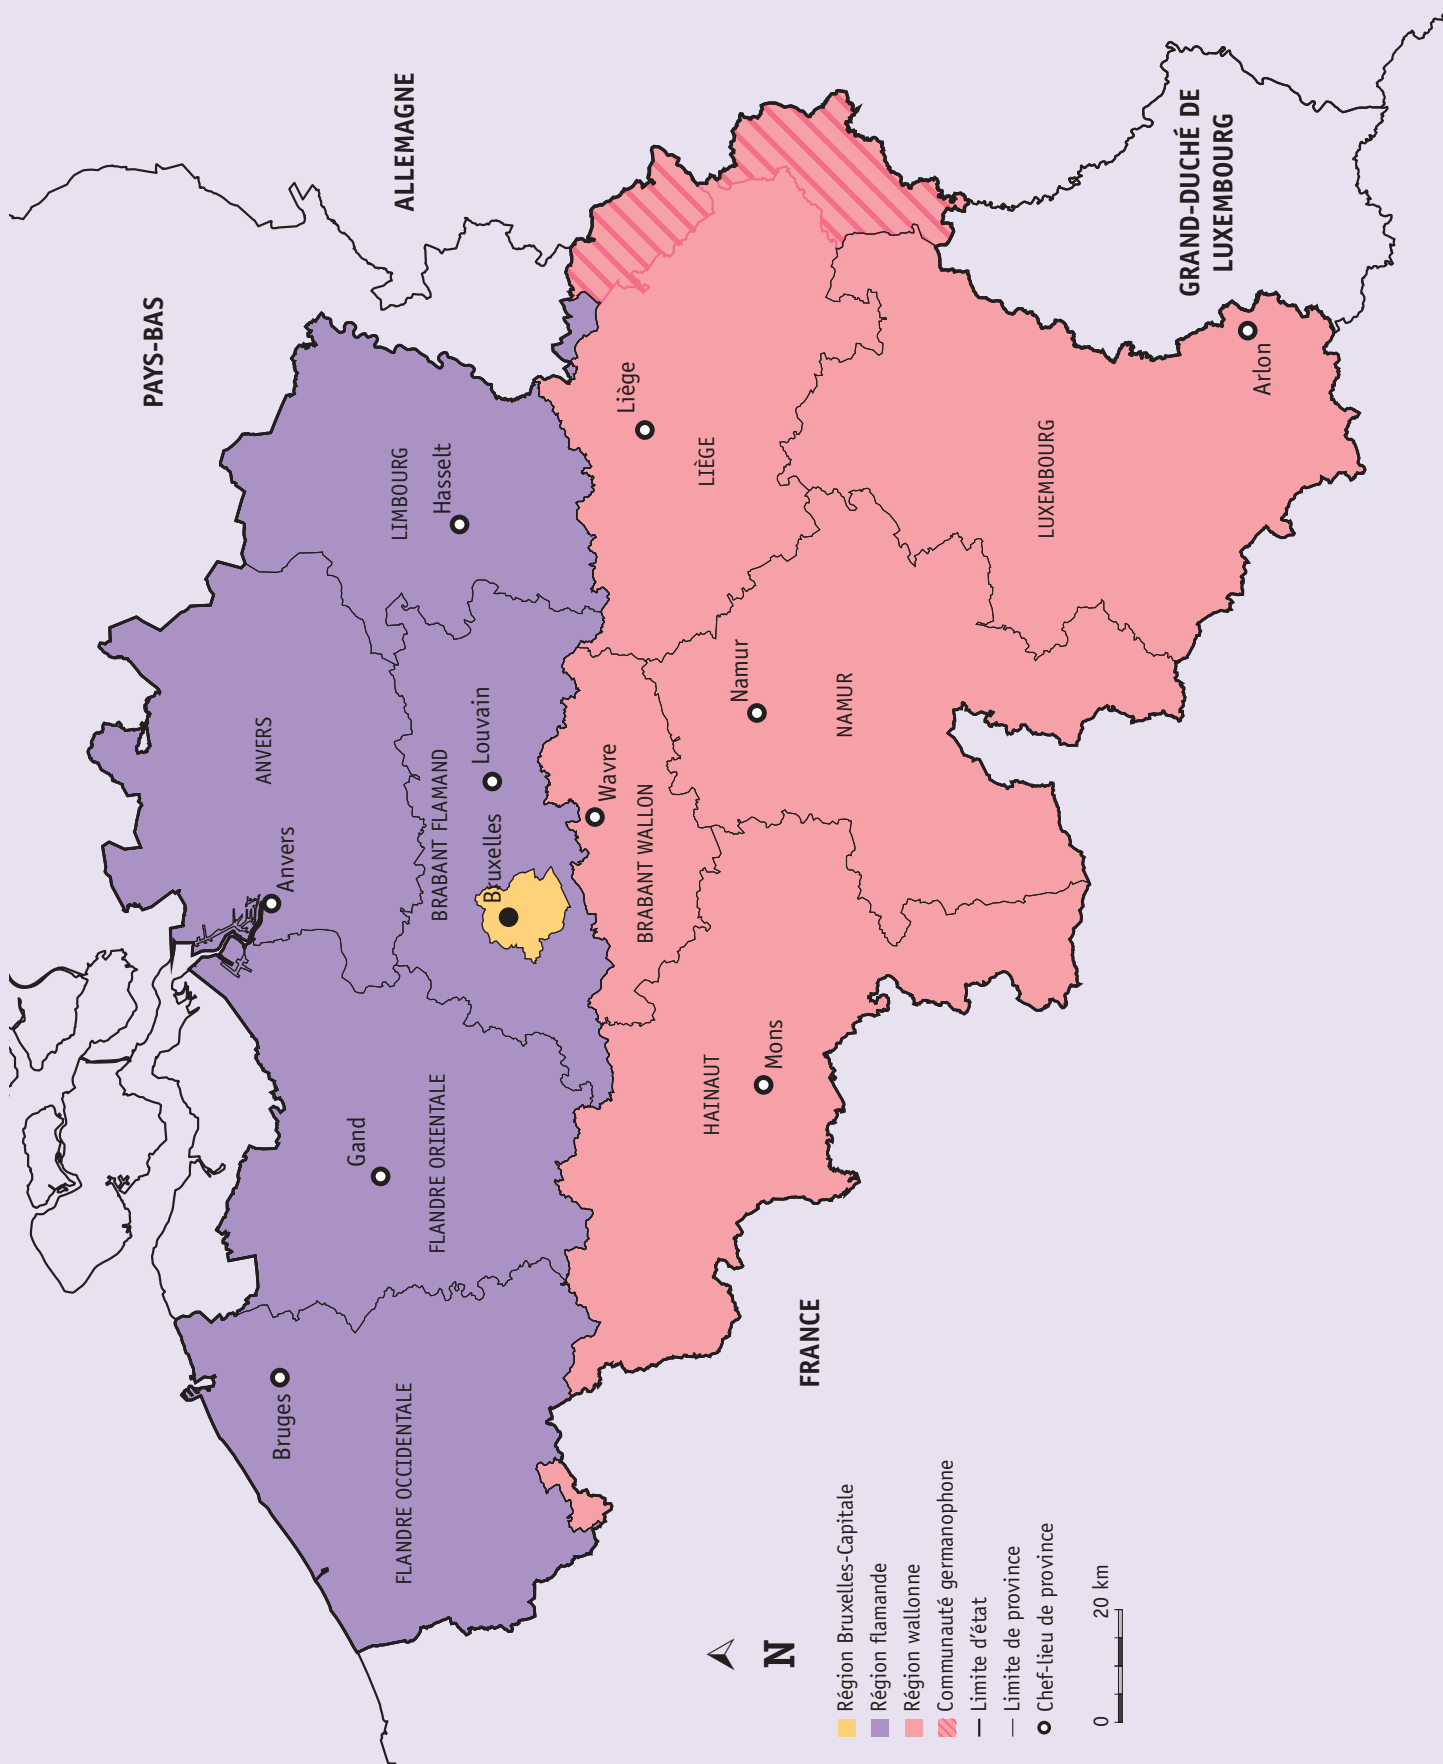 PAYS-BAS
ALLEMAGNE
GRAND-DUCHÉ DE
LUXEMBOURG
FRANCE
FLANDRE OCCIDENTALE
Bruges
FLANDRE ORIENTALE
Gand
ANVERS
Anvers
LIMBOURG
Hasselt
BRABANT FLAMAND
Louvain
Bruxelles
BRABANT WALLON
Wavre
HAINAUT
Mons
NAMUR
Namur
LIÈGE
Liège
LUXEMBOURG
Arlon
N
Région Bruxelles-Capitale
Région flamande
Région wallonne
Communauté germanophone
Limite d'état
Limite de province
Chef-lieu de province
0 20 km